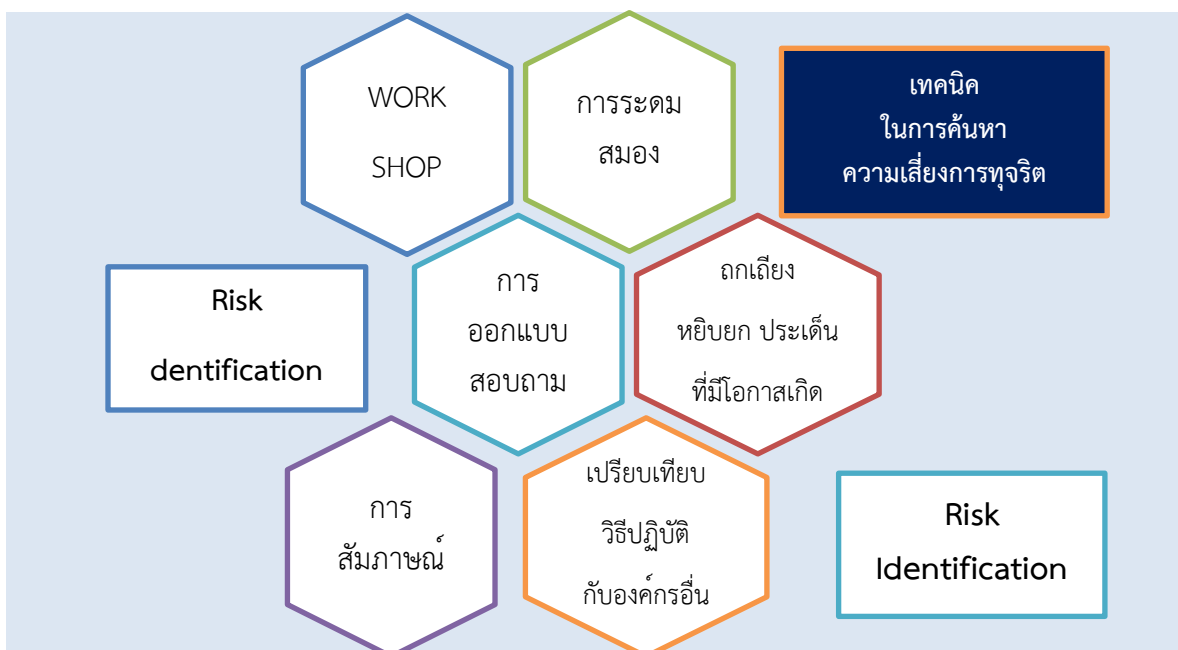 WORK
SHOP
การระดม
สมอง
เทคนิค
ในการค้นหา
ความเสี่ยงการทุจริต
Risk
dentification
การ
ออกแบบ
สอบถาม
ถกเถียง
หยิบยก ประเด็น
ที่มีโอกาสเกิด
การ
สัมภาษณ์
เปรียบเทียบ
วิธีปฏิบัติ
กับองค์กรอื่น
Risk
Identification